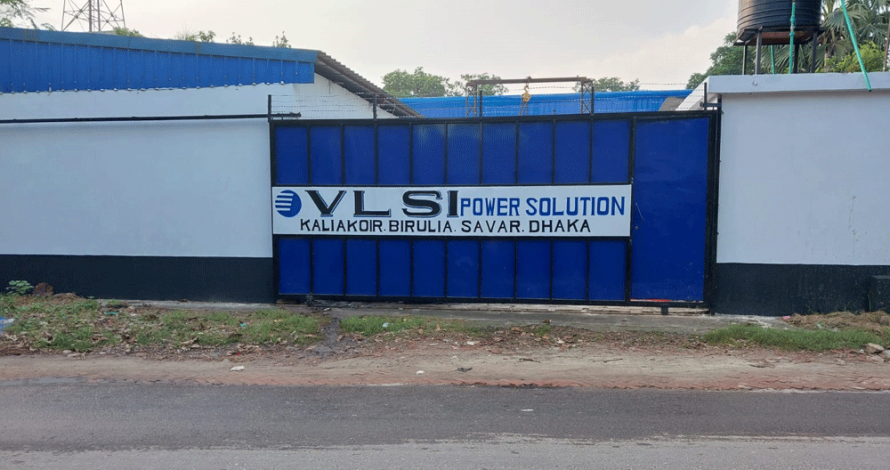 VLSI POWER SOLUTION
KALIAKOIR. BIRULIA. SAVAR. DHAKA